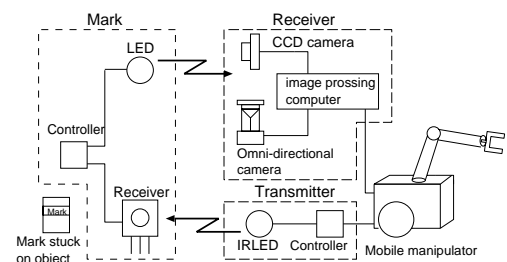 Mark
Receiver
LED
CCD camera
image prossing
computer
Controller
Omni-directional
camera
Receiver
Transmitter
Mark
Mark stuck
on object
IRLED
Controller
Mobile manipulator